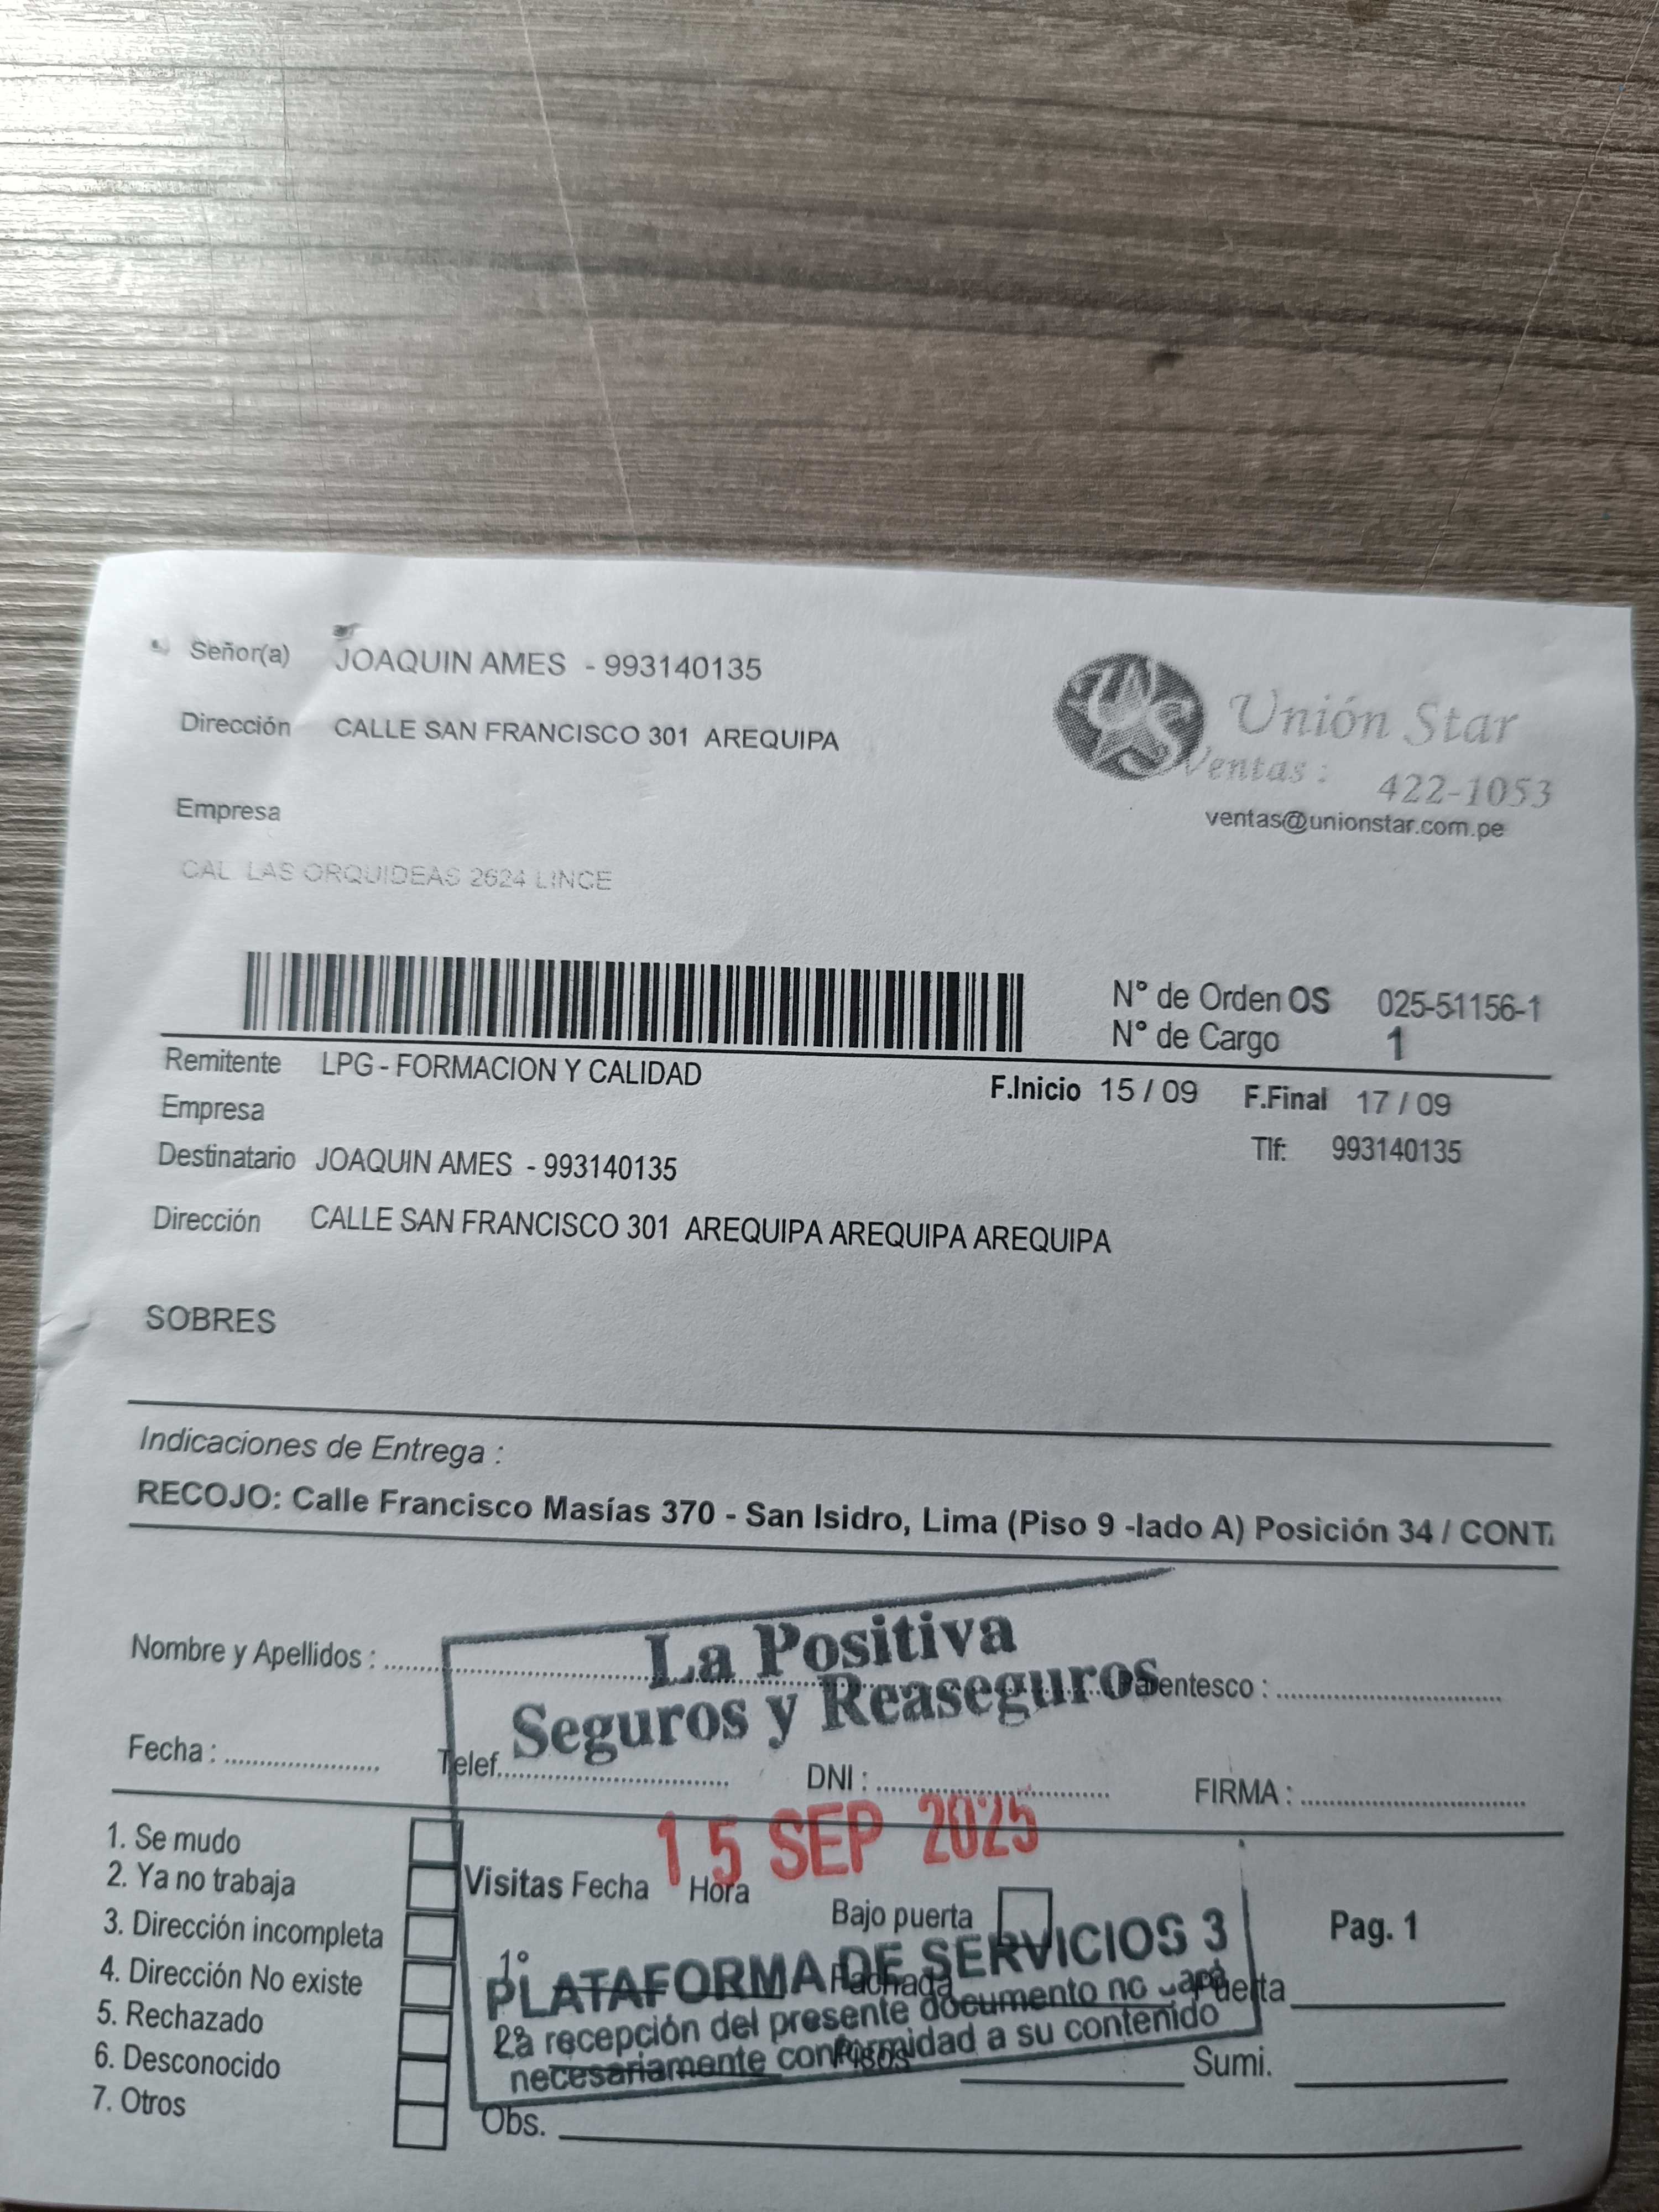 Señor(a) JOAQUIN AMES - 993140135
Dirección CALLE SAN FRANCISCO 301 AREQUIPA
Unión Star
Ventas : 422-1053
ventas@unionstar.com.pe
Empresa
CAL LAS ORQUIDEAS 2624 LINCE
N° de Orden OS 025-51156-1
N° de Cargo 1
Remitente LPG - FORMACION Y CALIDAD
F.Inicio 15 / 09 F.Final 17 / 09
Empresa
Tlf: 993140135
Destinatario JOAQUIN AMES - 993140135
Dirección CALLE SAN FRANCISCO 301 AREQUIPA AREQUIPA AREQUIPA
SOBRES
Indicaciones de Entrega :
RECOJO: Calle Francisco Masías 370 - San Isidro, Lima (Piso 9 -lado A) Posición 34 / CONT
La Positiva
Seguros y Reaseguros
Nombre y Apellidos : Parentesco :
Fecha : Telef. DNI : FIRMA :
15 SEP 2025
1. Se mudo
2. Ya no trabaja
3. Dirección incompleta
4. Dirección No existe
5. Rechazado
6. Desconocido
7. Otros
Visitas Fecha Hora
Bajo puerta
Pag. 1
1°
PLATAFORMA DE SERVICIOS 3
Fachada Puerta
La recepción del presente documento no
necesariamente conformidad a su contenido
2°
Pisos Sumi.
Obs.